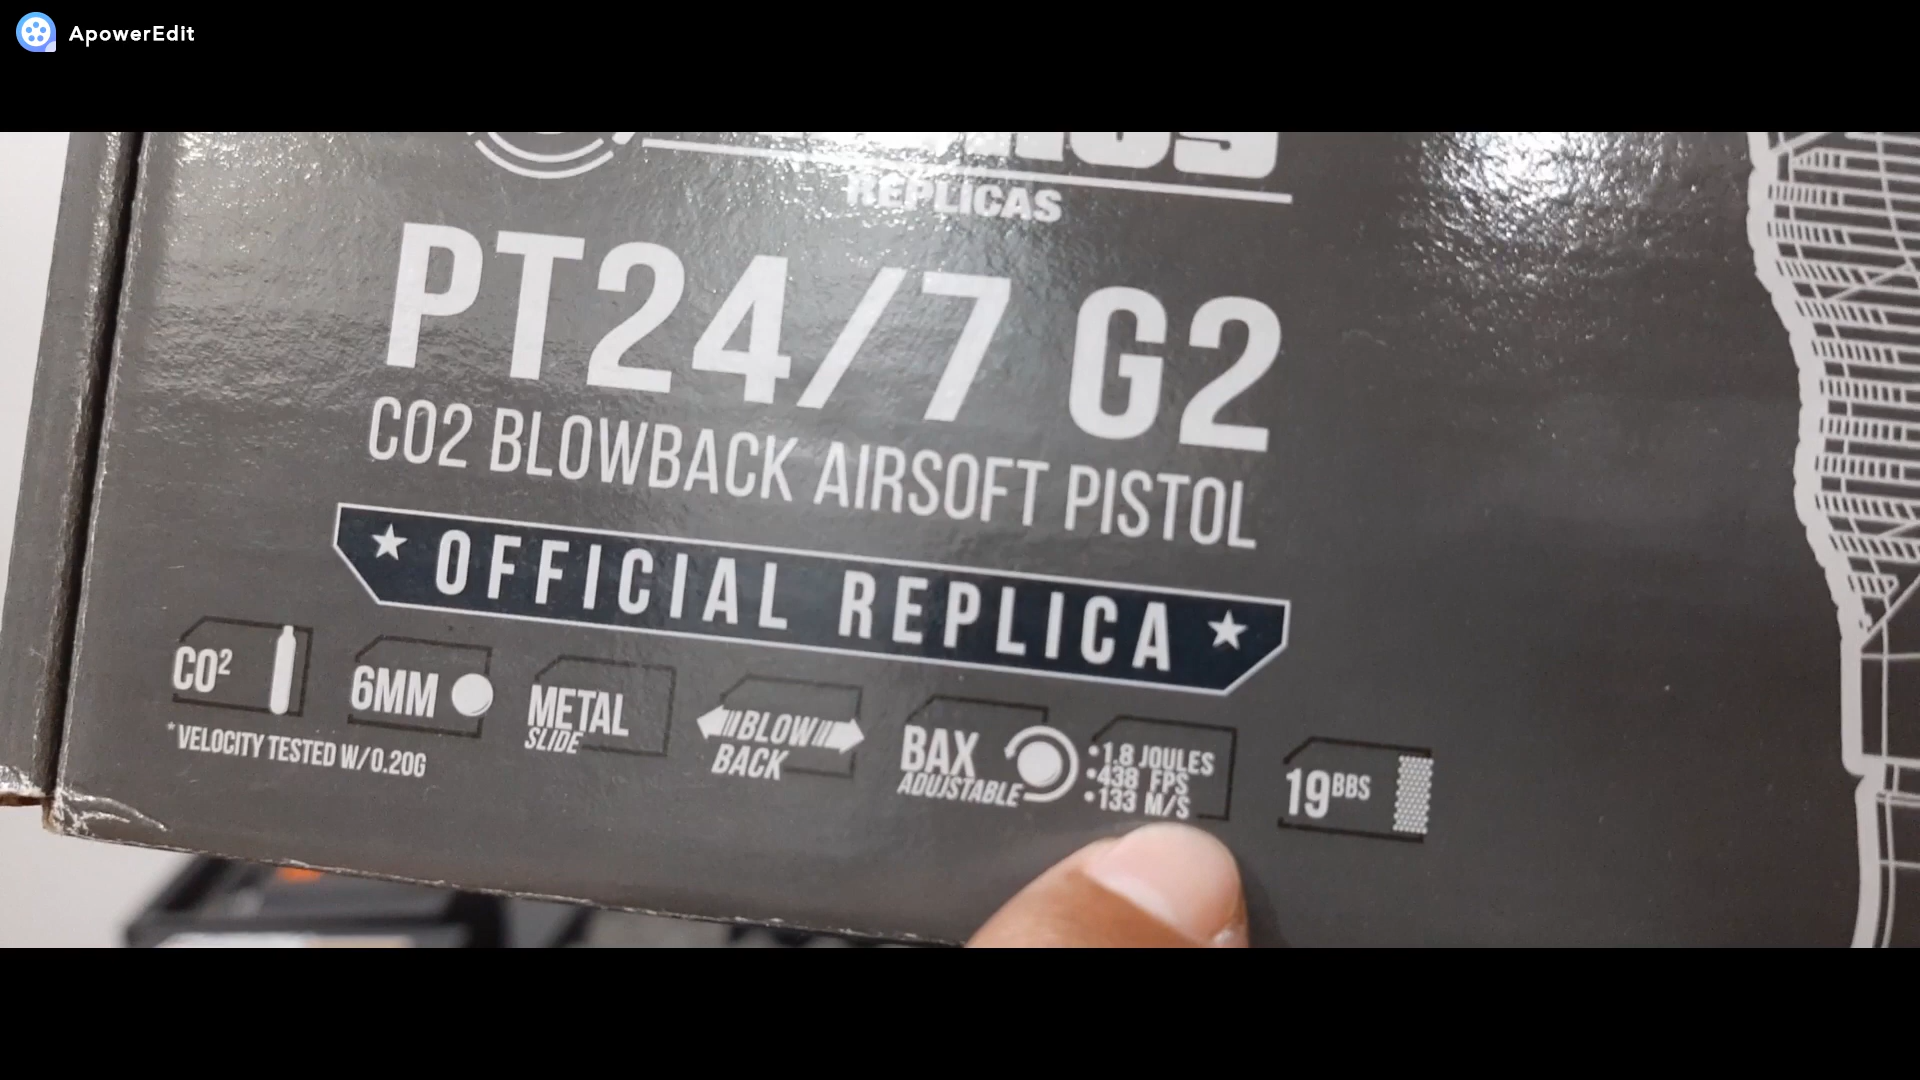 ApowerEdit
REPLICAS
PT24/7 G2
CO2 BLOWBACK AIRSOFT PISTOL
★ OFFICIAL REPLICA ★
CO²
6MM
METAL
SLIDE
BLOW
BACK
BAX
ADUJSTABLE
•1.8 JOULES
•438 FPS
•133 M/S
19 BBS
*VELOCITY TESTED W/0.20G